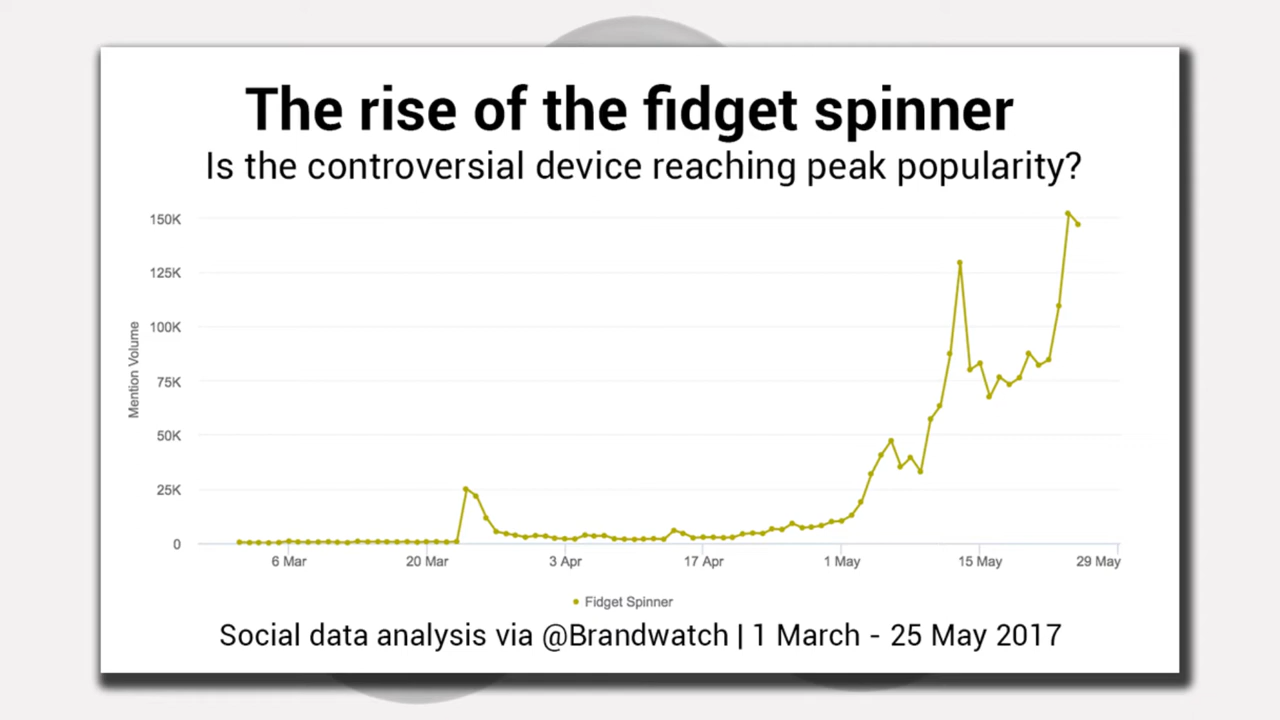 The rise of the fidget spinner
Is the controversial device reaching peak popularity?
150K
125K
100K
75K
50K
25K
0
Mention Volume
6 Mar
20 Mar
3 Apr
17 Apr
1 May
15 May
29 May
Fidget Spinner
Social data analysis via @Brandwatch | 1 March - 25 May 2017